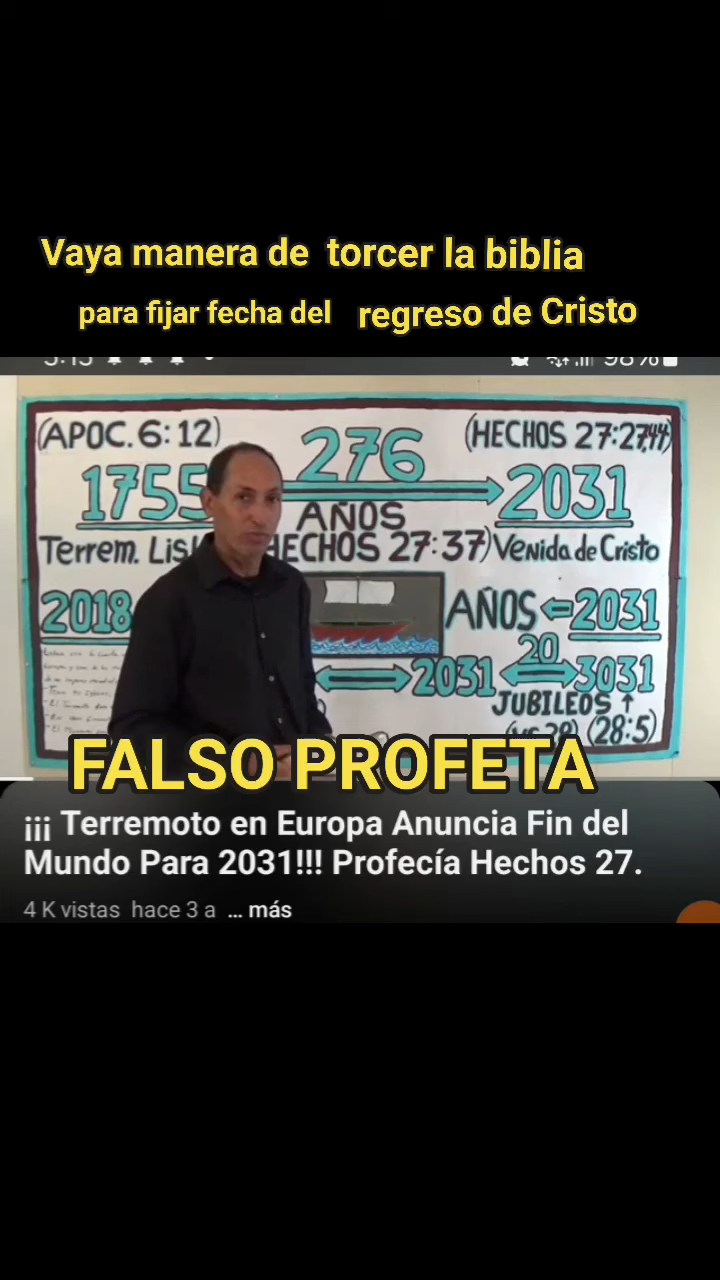 Vaya manera de torcer la biblia
para fijar fecha del regreso de Cristo
98%
(APOC. 6:12) 276 (HECHOS 27:27,44)
1755 2031
AÑOS
Terrem. HECHOS 27:37) Venida de Cristo
2018 AÑOS 2031
2031 20 3031
JUBILEOS
(28:5)
FALSO PROFETA
¡¡¡ Terremoto en Europa Anuncia Fin del
Mundo Para 2031!!! Profecía Hechos 27.
4 K vistas hace 3 a ... más